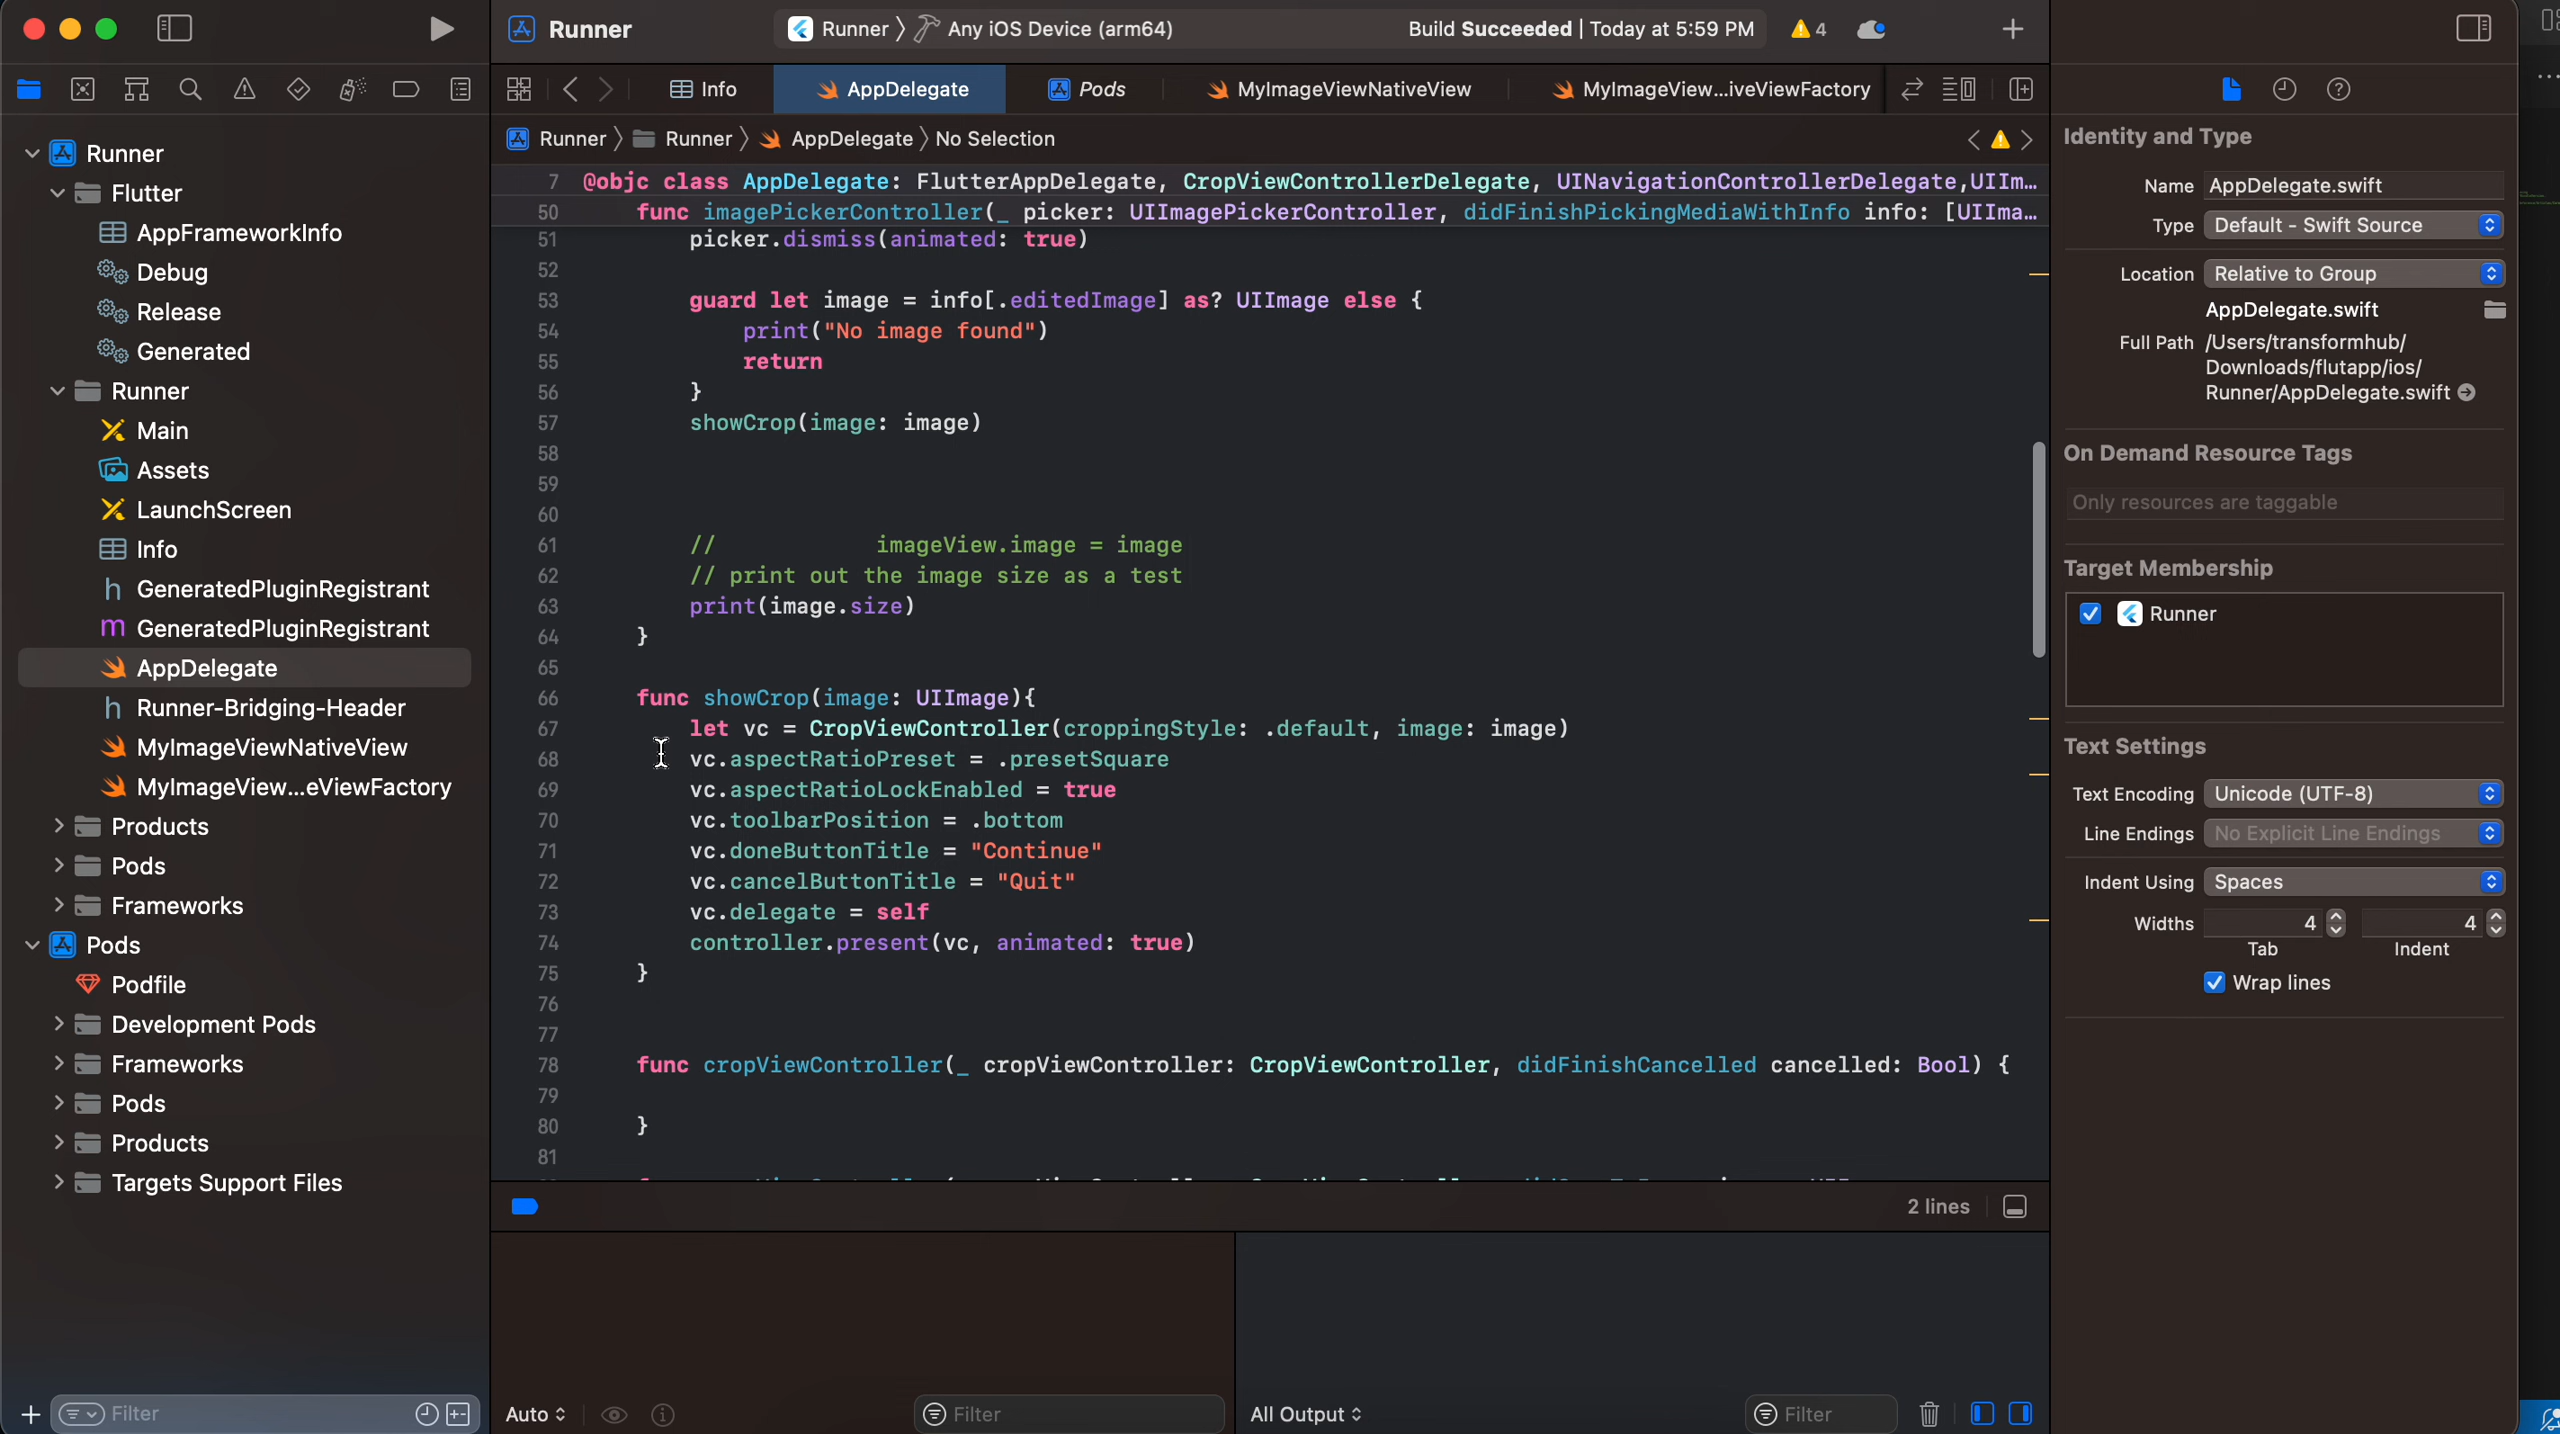 Runner
Runner
Any iOS Device (arm64)
Build Succeeded | Today at 5:59 PM
4
Info
AppDelegate
Pods
MyImageViewNativeView
MyImageView...iveViewFactory
Runner
Runner
AppDelegate
No Selection
Runner
Flutter
AppFrameworkInfo
Debug
Release
Generated
Runner
Main
Assets
LaunchScreen
Info
GeneratedPluginRegistrant
GeneratedPluginRegistrant
AppDelegate
Runner-Bridging-Header
MyImageViewNativeView
MyImageView...eViewFactory
Products
Pods
Frameworks
Pods
Podfile
Development Pods
Frameworks
Pods
Products
Targets Support Files
Filter
7 @objc class AppDelegate: FlutterAppDelegate, CropViewControllerDelegate, UINavigationControllerDelegate,UIIm...
50 func imagePickerController(_ picker: UIImagePickerController, didFinishPickingMediaWithInfo info: [UIIma...
51 picker.dismiss(animated: true)
52
53 guard let image = info[.editedImage] as? UIImage else {
54 print("No image found")
55 return
56 }
57 showCrop(image: image)
58
59
60
61 // imageView.image = image
62 // print out the image size as a test
63 print(image.size)
64 }
65
66 func showCrop(image: UIImage){
67 let vc = CropViewController(croppingStyle: .default, image: image)
68 vc.aspectRatioPreset = .presetSquare
69 vc.aspectRatioLockEnabled = true
70 vc.toolbarPosition = .bottom
71 vc.doneButtonTitle = "Continue"
72 vc.cancelButtonTitle = "Quit"
73 vc.delegate = self
74 controller.present(vc, animated: true)
75 }
76
77
78 func cropViewController(_ cropViewController: CropViewController, didFinishCancelled cancelled: Bool) {
79
80 }
81
2 lines
Auto
Filter
All Output
Filter
Identity and Type
Name AppDelegate.swift
Type Default - Swift Source
Location Relative to Group
AppDelegate.swift
Full Path /Users/transformhub/
Downloads/flutapp/ios/
Runner/AppDelegate.swift
On Demand Resource Tags
Only resources are taggable
Target Membership
Runner
Text Settings
Text Encoding Unicode (UTF-8)
Line Endings No Explicit Line Endings
Indent Using Spaces
Widths 4 4
Tab Indent
Wrap lines